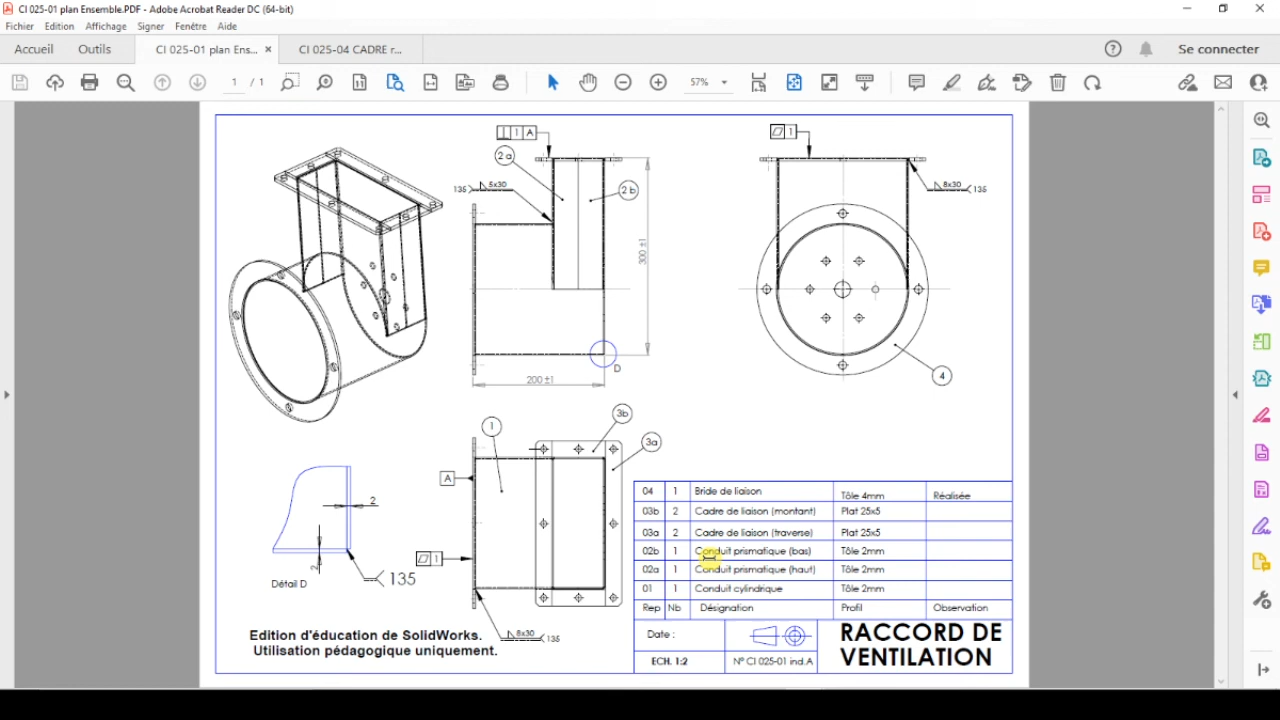 CI 025-01 plan Ensemble.PDF - Adobe Acrobat Reader DC (64-bit)
Fichier Edition Affichage Signer Fenêtre Aide
Accueil Outils CI 025-01 plan Ens... × CI 025-04 CADRE r... Se connecter
1 / 1 57%
1 A
2 a
135 5x30
2 b
300 ±1
200 ±1
D
1
8x30 135
4
3b
3a
1
A
1
8x30 135
2
2
135
Détail D
Edition d'éducation de SolidWorks.
Utilisation pédagogique uniquement.
04 1 Bride de liaison Tôle 4mm Réalisée
03b 2 Cadre de liaison (montant) Plat 25x5
03a 2 Cadre de liaison (traverse) Plat 25x5
02b 1 Conduit prismatique (bas) Tôle 2mm
02a 1 Conduit prismatique (haut) Tôle 2mm
01 1 Conduit cylindrique Tôle 2mm
Rep Nb Désignation Profil Observation
Date :
ECH. 1:2 N° CI 025-01 ind.A
RACCORD DE
VENTILATION